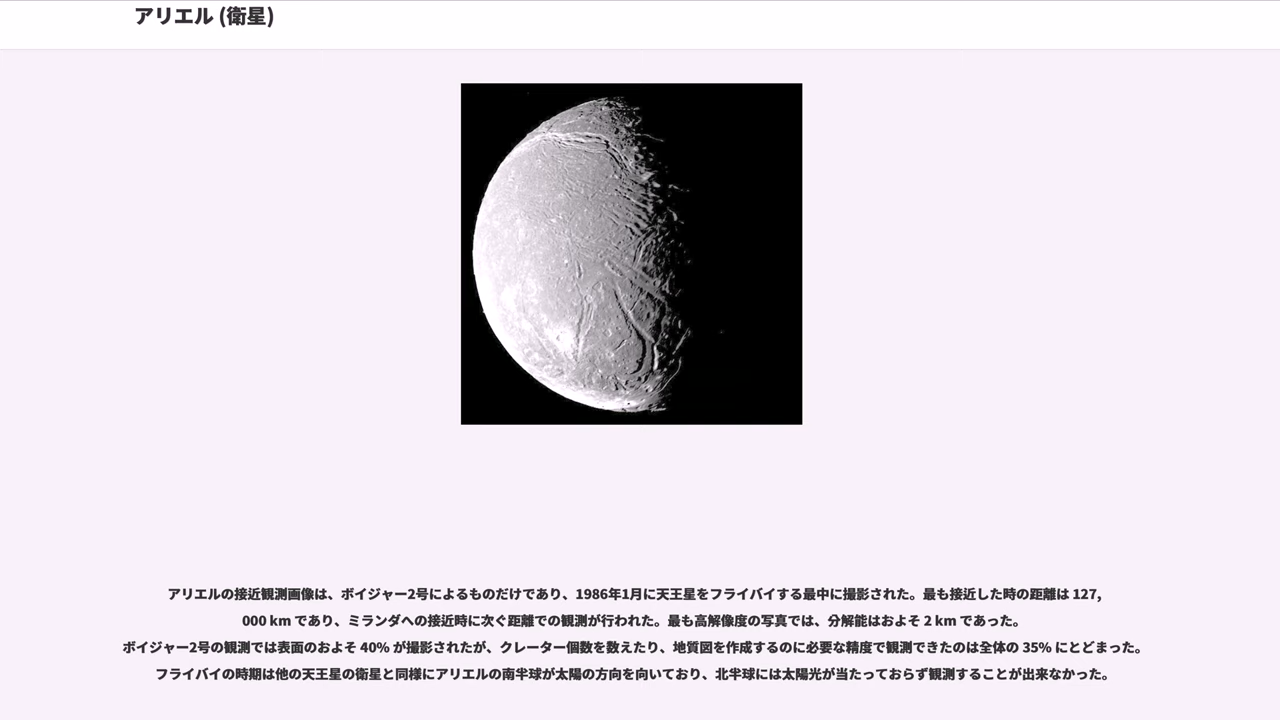 アリエル (衛星)
アリエルの接近観測画像は、ボイジャー2号によるものだけであり、1986年1月に天王星をフライバイする最中に撮影された。最も接近した時の距離は 127,
000 km であり、ミランダへの接近時に次ぐ距離での観測が行われた。最も高解像度の写真では、分解能はおよそ 2 km であった。
ボイジャー2号の観測では表面のおよそ 40% が撮影されたが、クレーター個数を数えたり、地質図を作成するのに必要な精度で観測できたのは全体の 35% にとどまった。
フライバイの時期は他の天王星の衛星と同様にアリエルの南半球が太陽の方向を向いており、北半球には太陽光が当たっておらず観測することが出来なかった。